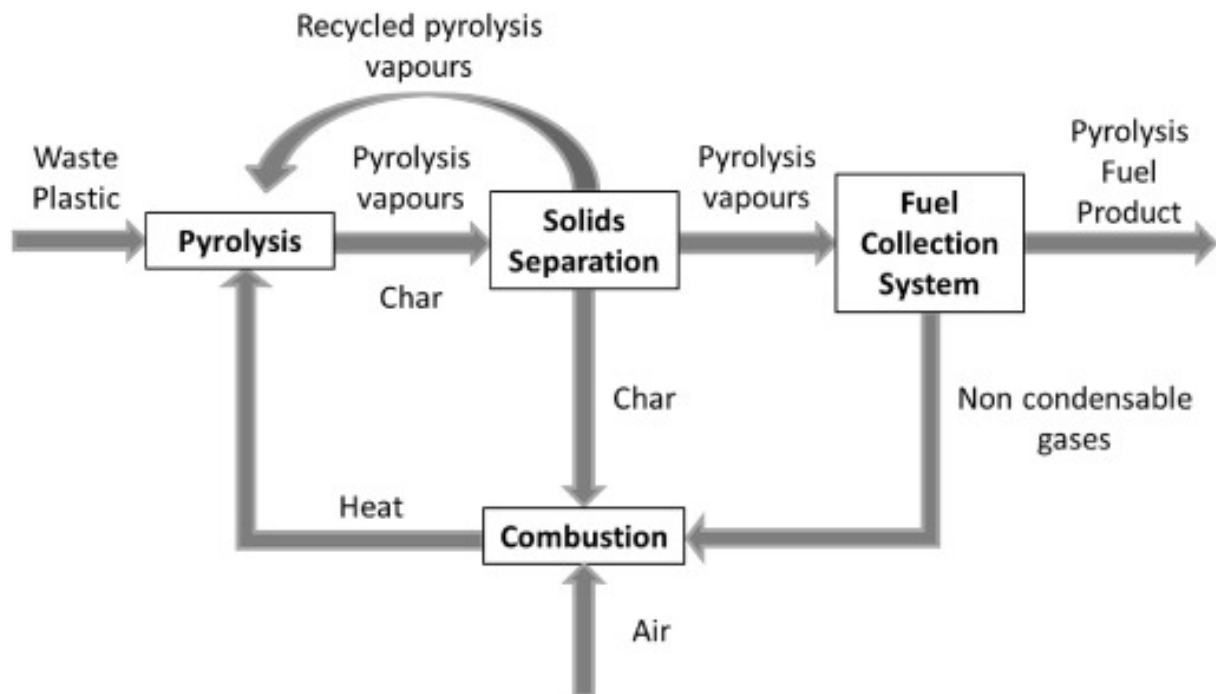 Recycled pyrolysis
vapours
Waste
Plastic
Pyrolysis
Pyrolysis
vapours
Char
Solids
Separation
Pyrolysis
vapours
Fuel
Collection
System
Pyrolysis
Fuel
Product
Char
Non condensable
gases
Heat
Combustion
Air